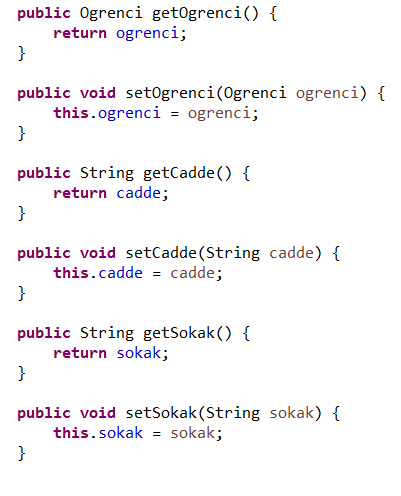 public Ogrenci getOgrenci() {
    return ogrenci;
}
public void setOgrenci(Ogrenci ogrenci) {
    this.ogrenci = ogrenci;
}
public String getCadde() {
    return cadde;
}
public void setCadde(String cadde) {
    this.cadde = cadde;
}
public String getSokak() {
    return sokak;
}
public void setSokak(String sokak) {
    this.sokak = sokak;
}